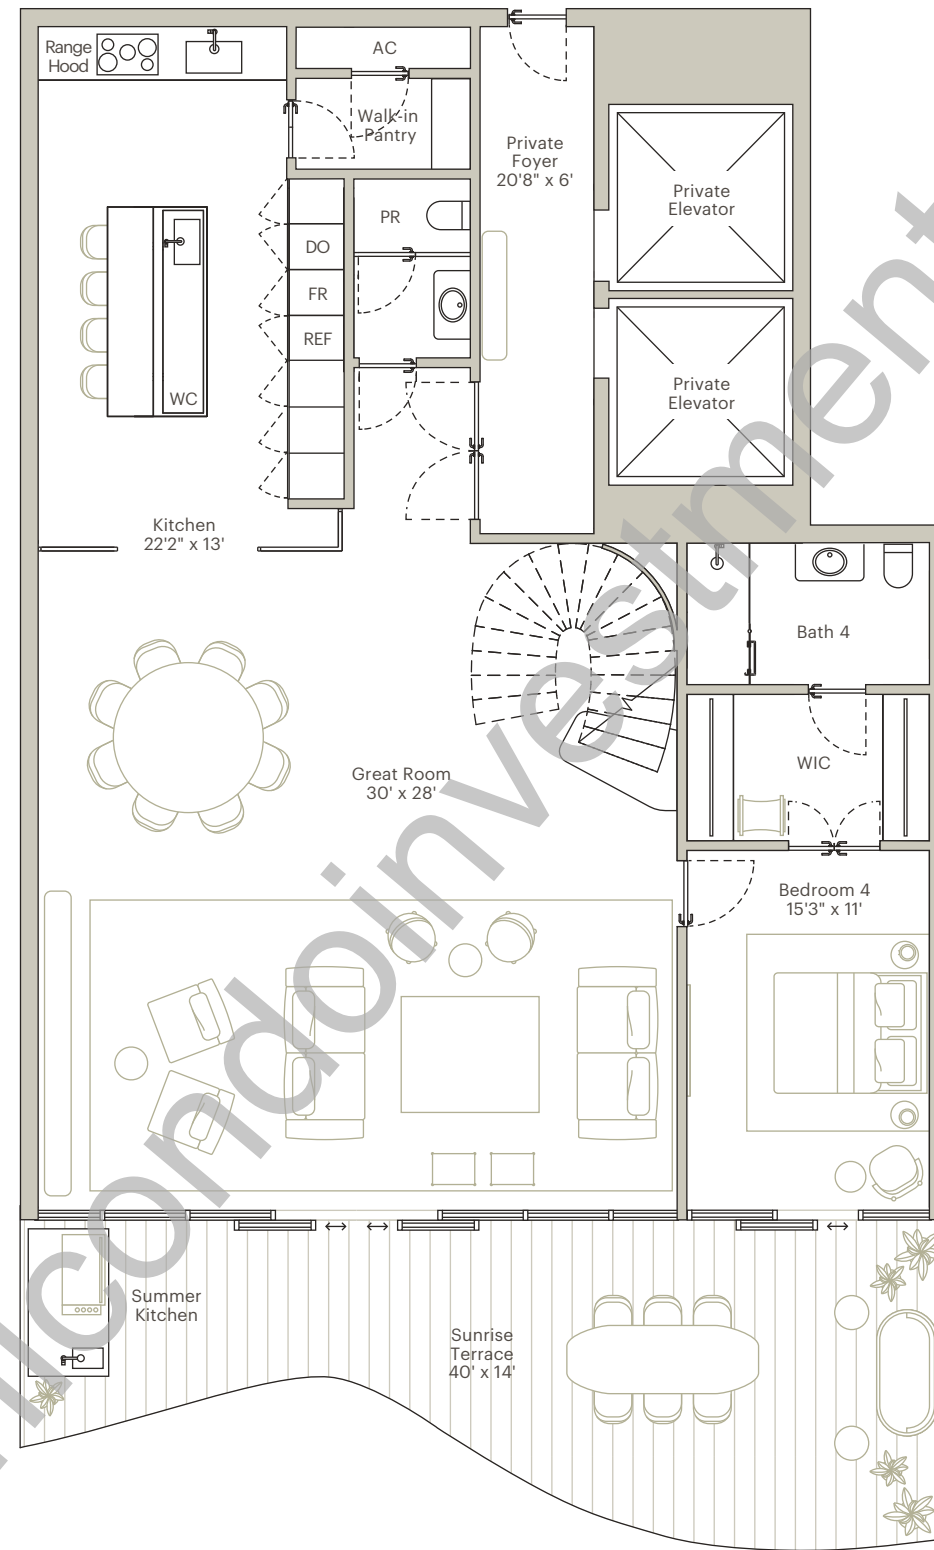 Range
Hood
AC
Walk-in
Pantry
Private
Foyer
20'8" x 6'
Private
Elevator
PR
DO
FR
REF
WC
Private
Elevator
Kitchen
22'2" x 13'
Bath 4
WIC
Great Room
30' x 28'
Bedroom 4
15'3" x 11'
Summer
Kitchen
Sunrise
Terrace
40' x 14'
lcondoinvestment